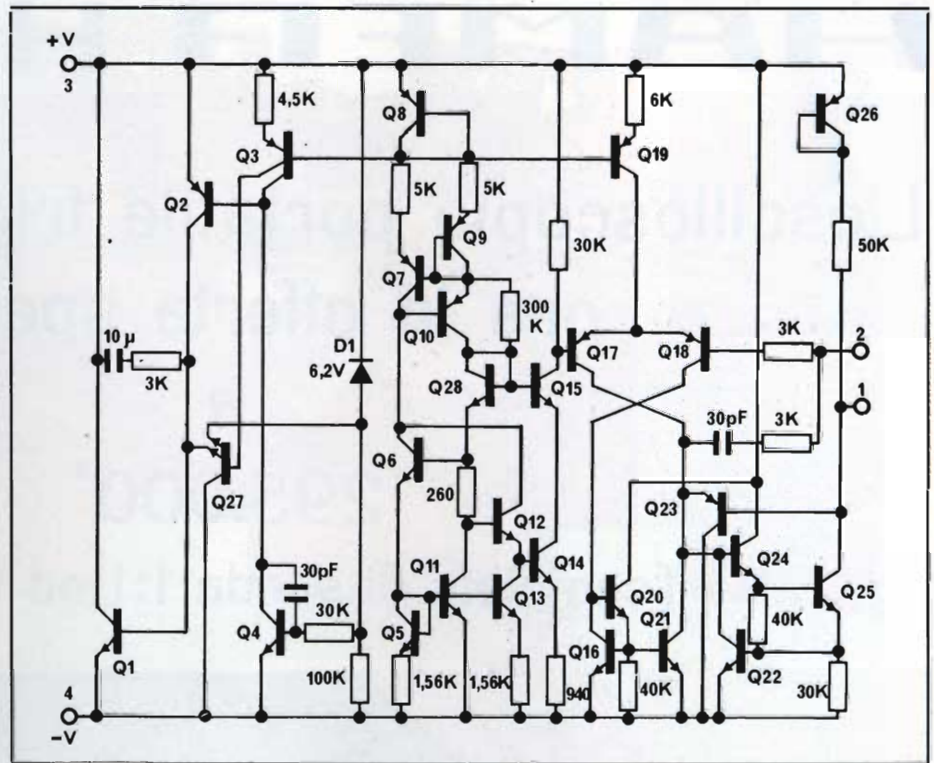 +V
3
4,5K
Q3
Q2
Q8
5K
5K
Q9
Q7
Q10
300
K
30K
6K
Q19
Q26
50K
10 µ
3K
D1
6,2V
Q28
Q15
Q17
Q18
3K
2
1
30pF
3K
Q27
Q6
260
Q12
Q14
Q23
Q24
Q25
30pF
30K
Q4
Q1
100K
Q11
Q5
Q13
1,56K
1,56K
940
Q20
Q16
Q21
40K
40K
Q22
30K
4
-V